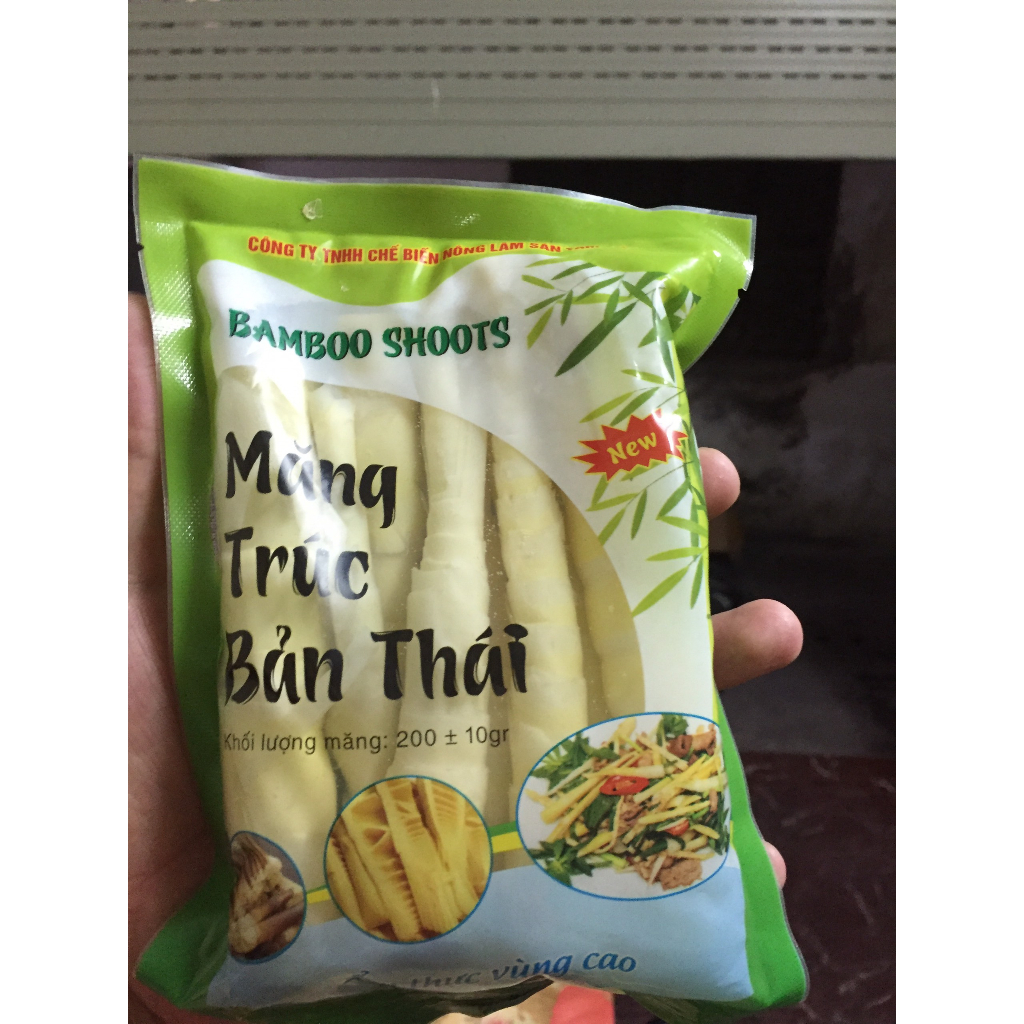 CÔNG TY TNHH CHẾ BIẾN NÔNG LÂM SẢN
BAMBOO SHOOTS
New
Măng
Trúc
Bản Thái
Khối lượng măng: 200 ± 10gr
thực vùng cao